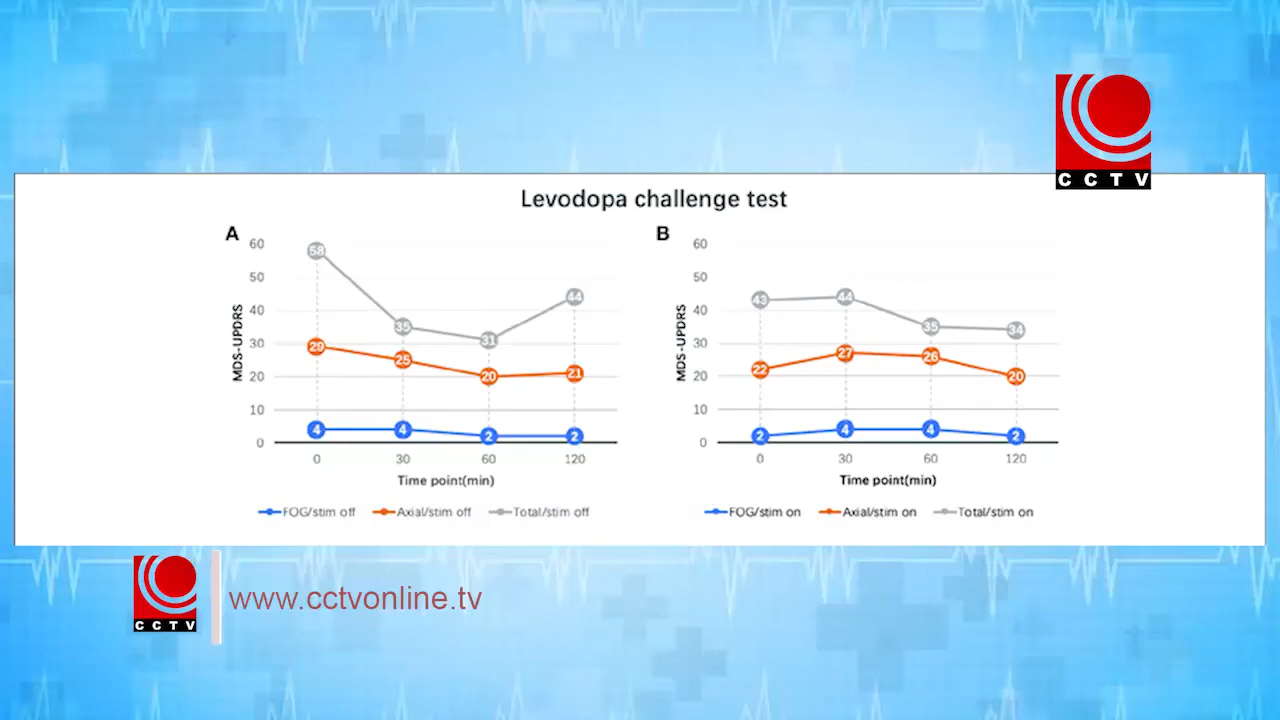 CCTV
Levodopa challenge test
A
60
50
40
30
20
10
0
MDS-UPDRS
58
35
31
44
29
25
20
21
4
4
2
2
0 30 60 120
Time point(min)
FOG/stim off Axial/stim off Total/stim off
B
60
50
40
30
20
10
0
MDS-UPDRS
43
44
35
34
22
27
26
20
2
4
4
2
0 30 60 120
Time point(min)
FOG/stim on Axial/stim on Total/stim on
CCTV
www.cctvonline.tv